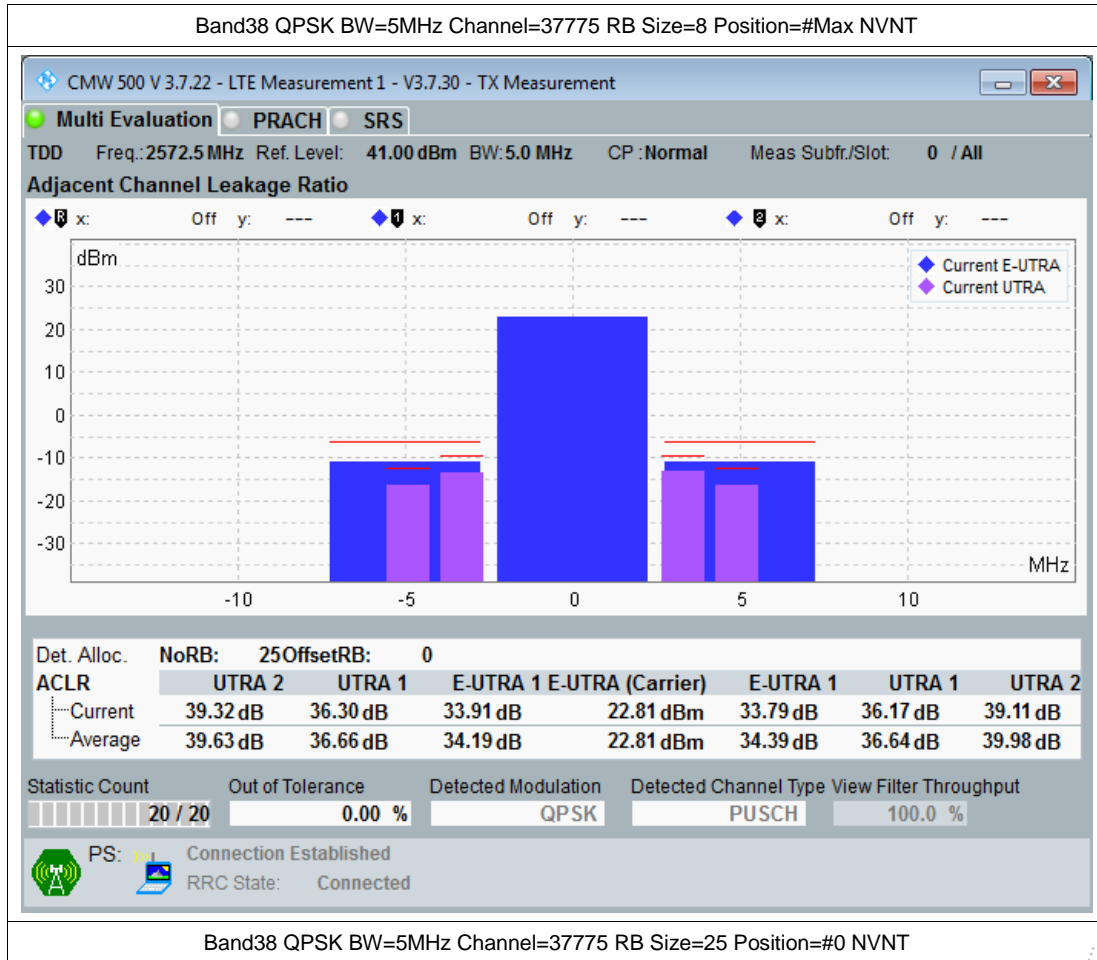 Band38 QPSK BW=5MHz Channel=37775 RB Size=8 Position=#Max NVNT
CMW 500 V 3.7.22 - LTE Measurement 1 - V3.7.30 - TX Measurement
Multi Evaluation PRACH SRS
TDD Freq.: 2572.5 MHz Ref. Level: 41.00 dBm BW: 5.0 MHz CP : Normal Meas Subfr./Slot: 0 / All
Adjacent Channel Leakage Ratio
R x: Off y: --- 1 x: Off y: --- 2 x: Off y: ---
dBm
Current E-UTRA
Current UTRA
30
20
10
0
-10
-20
-30
MHz
-10 -5 0 5 10
Det. Alloc. NoRB: 25 OffsetRB: 0
ACLR UTRA 2 UTRA 1 E-UTRA 1 E-UTRA (Carrier) E-UTRA 1 UTRA 1 UTRA 2
Current 39.32 dB 36.30 dB 33.91 dB 22.81 dBm 33.79 dB 36.17 dB 39.11 dB
Average 39.63 dB 36.66 dB 34.19 dB 22.81 dBm 34.39 dB 36.64 dB 39.98 dB
Statistic Count Out of Tolerance Detected Modulation Detected Channel Type View Filter Throughput
20 / 20 0.00 % QPSK PUSCH 100.0 %
PS: Connection Established
RRC State: Connected
Band38 QPSK BW=5MHz Channel=37775 RB Size=25 Position=#0 NVNT